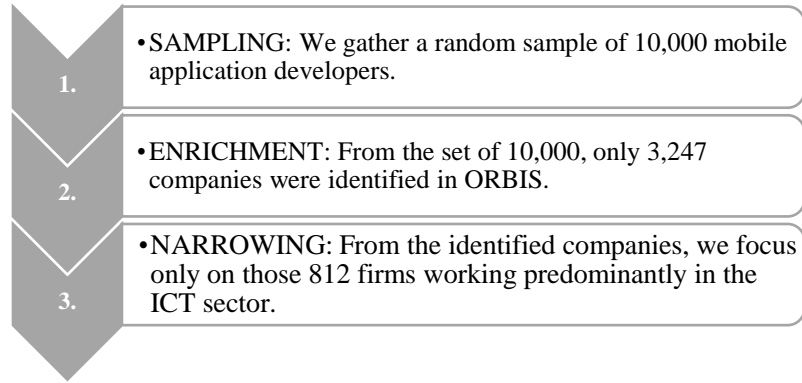 1.
•SAMPLING: We gather a random sample of 10,000 mobile
application developers.
2.
•ENRICHMENT: From the set of 10,000, only 3,247
companies were identified in ORBIS.
3.
•NARROWING: From the identified companies, we focus
only on those 812 firms working predominantly in the
ICT sector.